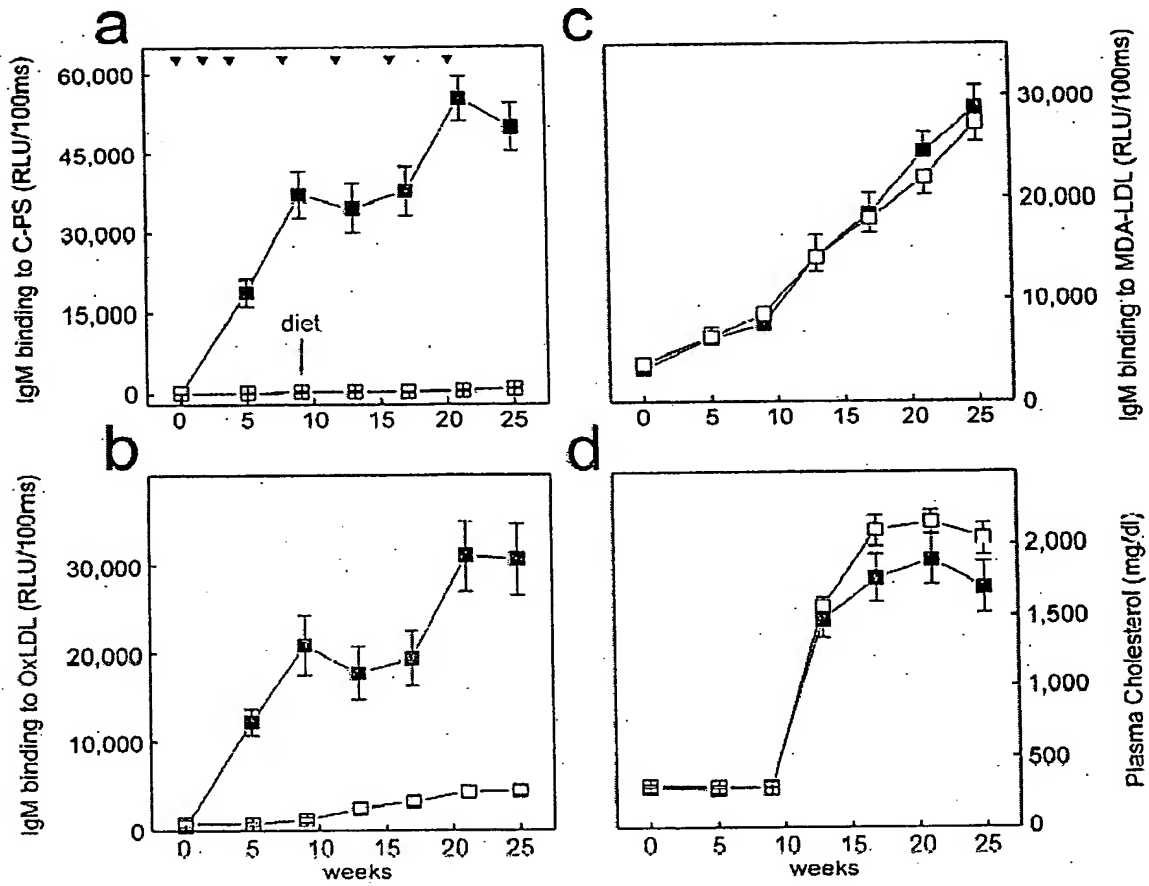 a
IgM binding to C-PS (RLU/100ms)
60,000
45,000
30,000
15,000
0
diet
0 5 10 15 20 25
c
IgM binding to MDA-LDL (RLU/100ms)
30,000
20,000
10,000
0
0 5 10 15 20 25
b
IgM binding to OxLDL (RLU/100ms)
30,000
20,000
10,000
0
0 5 10 15 20 25
weeks
d
Plasma Cholesterol (mg/dl)
2,000
1,500
1,000
500
0
0 5 10 15 20 25
weeks